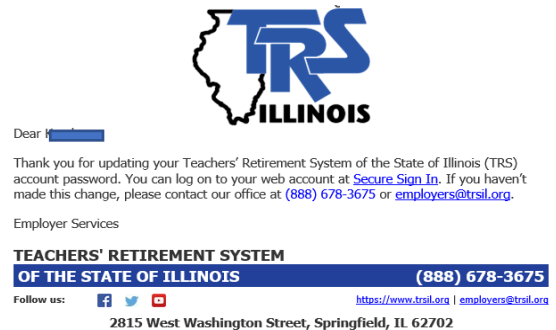 TRS
ILLINOIS
Dear
Thank you for updating your Teachers' Retirement System of the State of Illinois (TRS)
account password. You can log on to your web account at Secure Sign In. If you haven't
made this change, please contact our office at (888) 678-3675 or employers@trsil.org.
Employer Services
TEACHERS' RETIREMENT SYSTEM
OF THE STATE OF ILLINOIS (888) 678-3675
Follow us: https://www.trsil.org | employers@trsil.org
2815 West Washington Street, Springfield, IL 62702